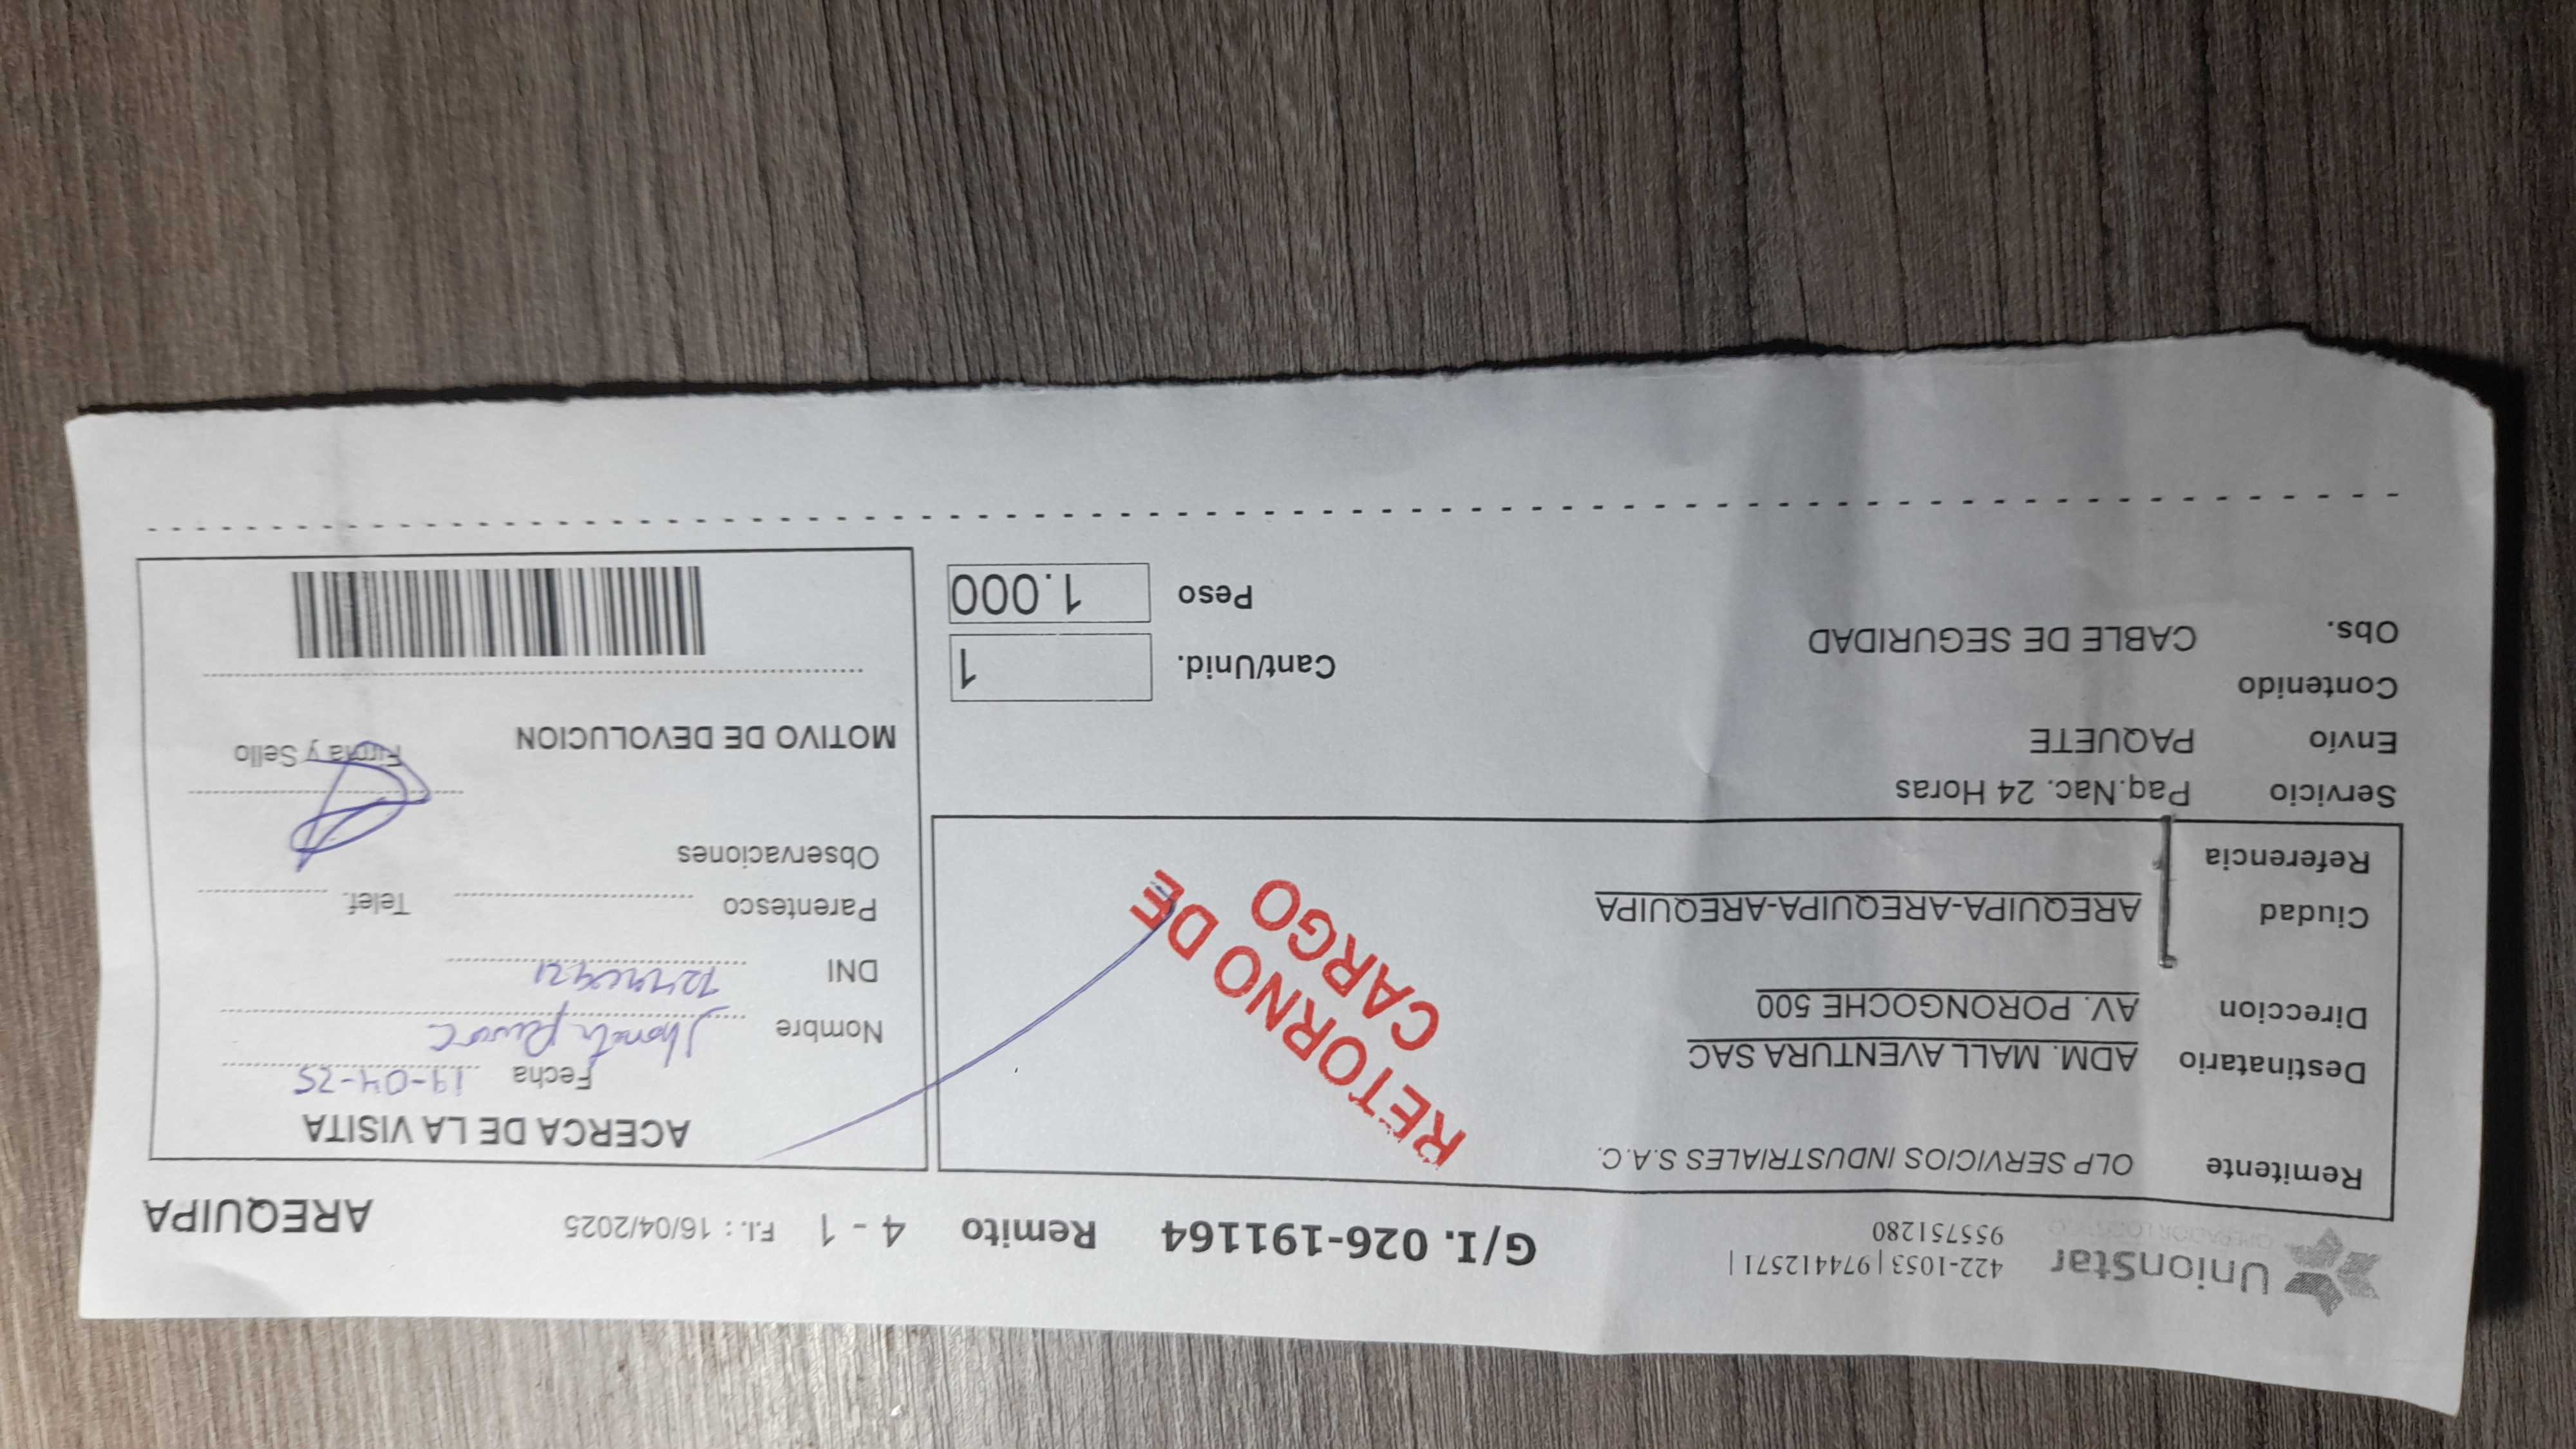 UnionStar
OPERADOR LOGISTICO
422-1053 | 974412571 |
955751280
G/I. 026-191164 Remito 4 - 1 F.I. : 16/04/2025 AREQUIPA
Remitente OLP SERVICIOS INDUSTRIALES S.A.C.
Destinatario ADM. MALL AVENTURA SAC
Direccion AV. PORONGOCHE 500
Ciudad AREQUIPA-AREQUIPA-AREQUIPA
Referencia
RETORNO DE
CARGO
Servicio Paq.Nac. 24 Horas
Envío PAQUETE
Contenido
Obs. CABLE DE SEGURIDAD
Cant/Unid. 1
Peso 1.000
ACERCA DE LA VISITA
Fecha 19-04-25
Nombre
DNI
Parentesco Telef.
Observaciones
Firma y Sello
MOTIVO DE DEVOLUCION